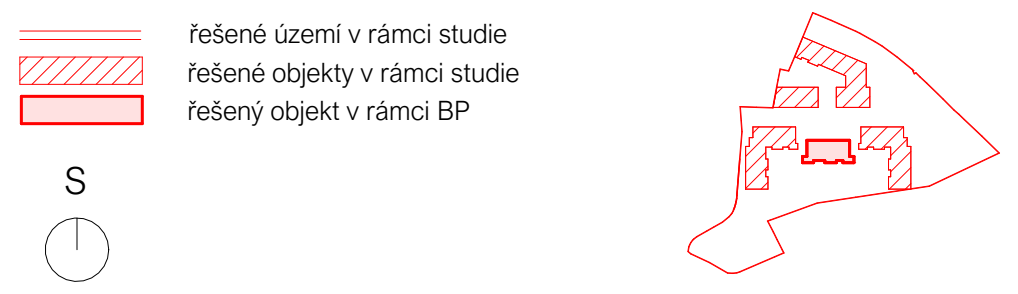 řešené území v rámci studie
řešené objekty v rámci studie
řešený objekt v rámci BP
S